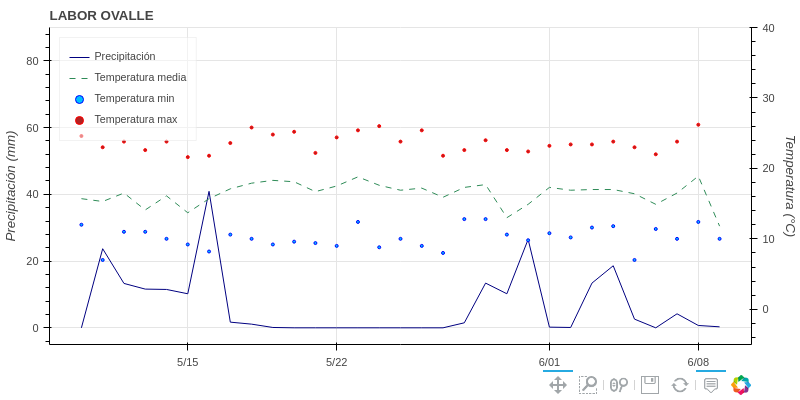 LABOR OVALLE
Precipitación
Temperatura media
Temperatura min
Temperatura max
Precipitación (mm)
80
60
40
20
0
Temperatura (°C)
40
30
20
10
0
5/15
5/22
6/01
6/08